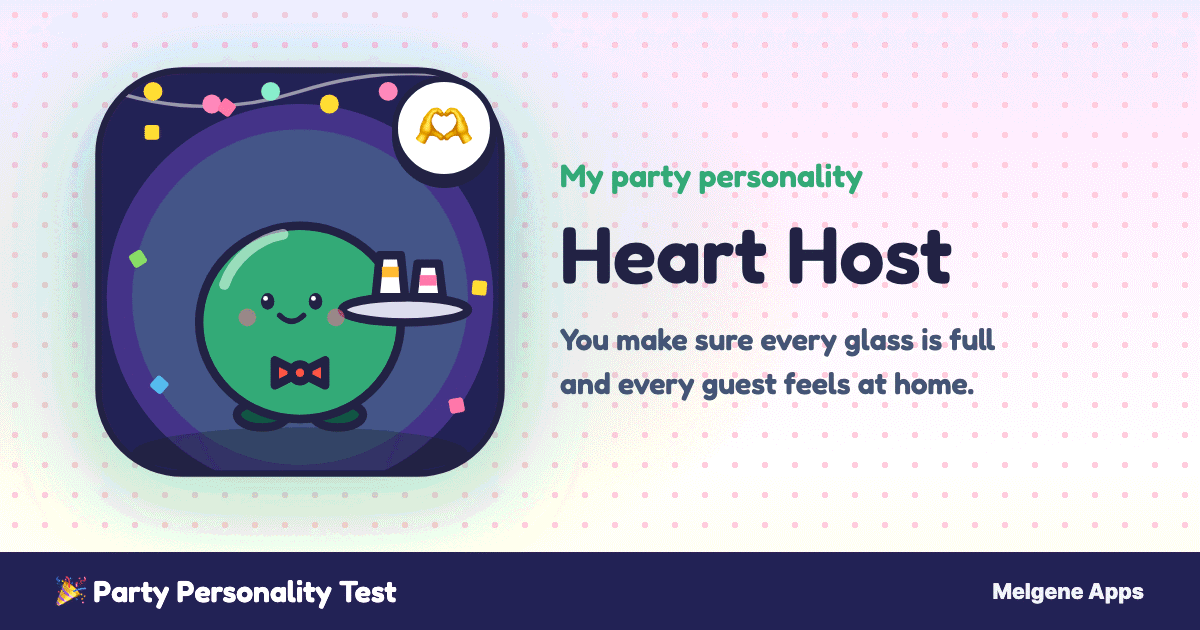 My party personality
Heart Host
You make sure every glass is full
and every guest feels at home.
Party Personality Test
Melgene Apps